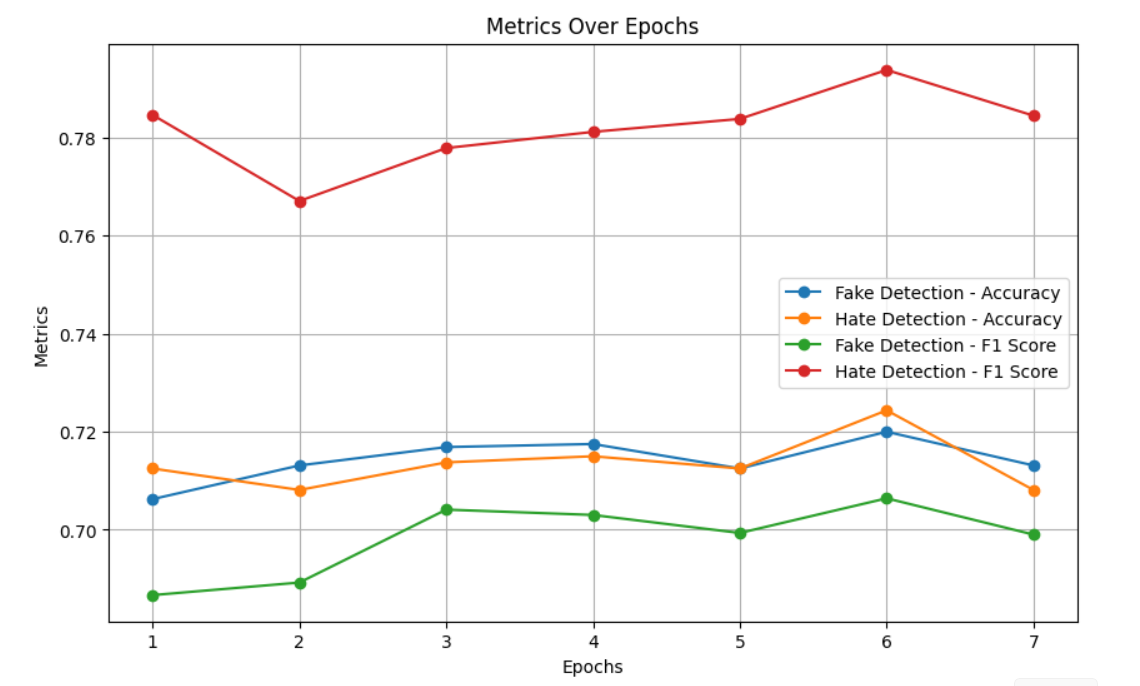 Metrics Over Epochs
Metrics
0.78
0.76
0.74
0.72
0.70
Fake Detection - Accuracy
Hate Detection - Accuracy
Fake Detection - F1 Score
Hate Detection - F1 Score
1 2 3 4 5 6 7
Epochs